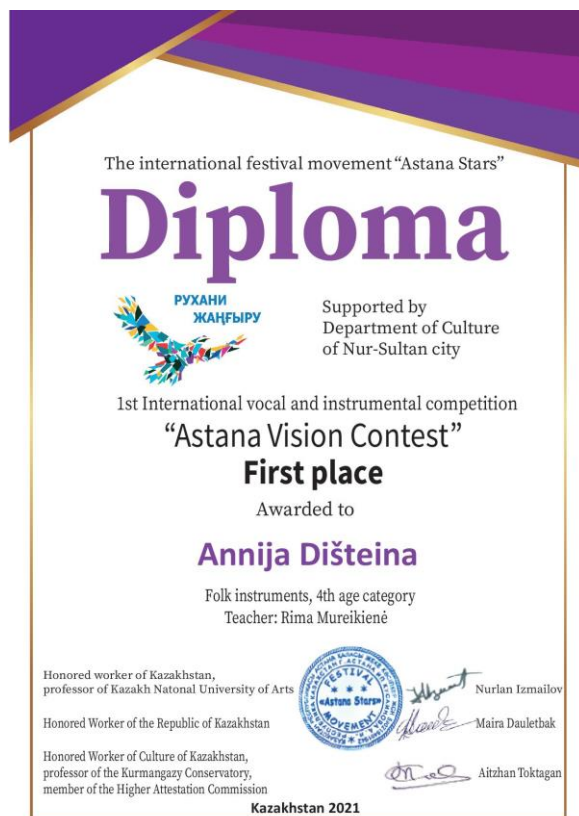 The international festival movement “Astana Stars”
Diploma
РУХАНИ
ЖАҢҒЫРУ
Supported by
Department of Culture
of Nur-Sultan city
1st International vocal and instrumental competition
“Astana Vision Contest”
First place
Awarded to
Annija Dišteina
Folk instruments, 4th age category
Teacher: Rima Mureikienė
Honored worker of Kazakhstan,
professor of Kazakh Natonal University of Arts
Nurlan Izmailov
Honored Worker of the Republic of Kazakhstan
Maira Dauletbak
Honored Worker of Culture of Kazakhstan,
professor of the Kurmangazy Conservatory,
member of the Higher Attestation Commission
Aitzhan Toktagan
FESTIVAL
«Astana Stars»
MOVEMENT
Kazakhstan 2021